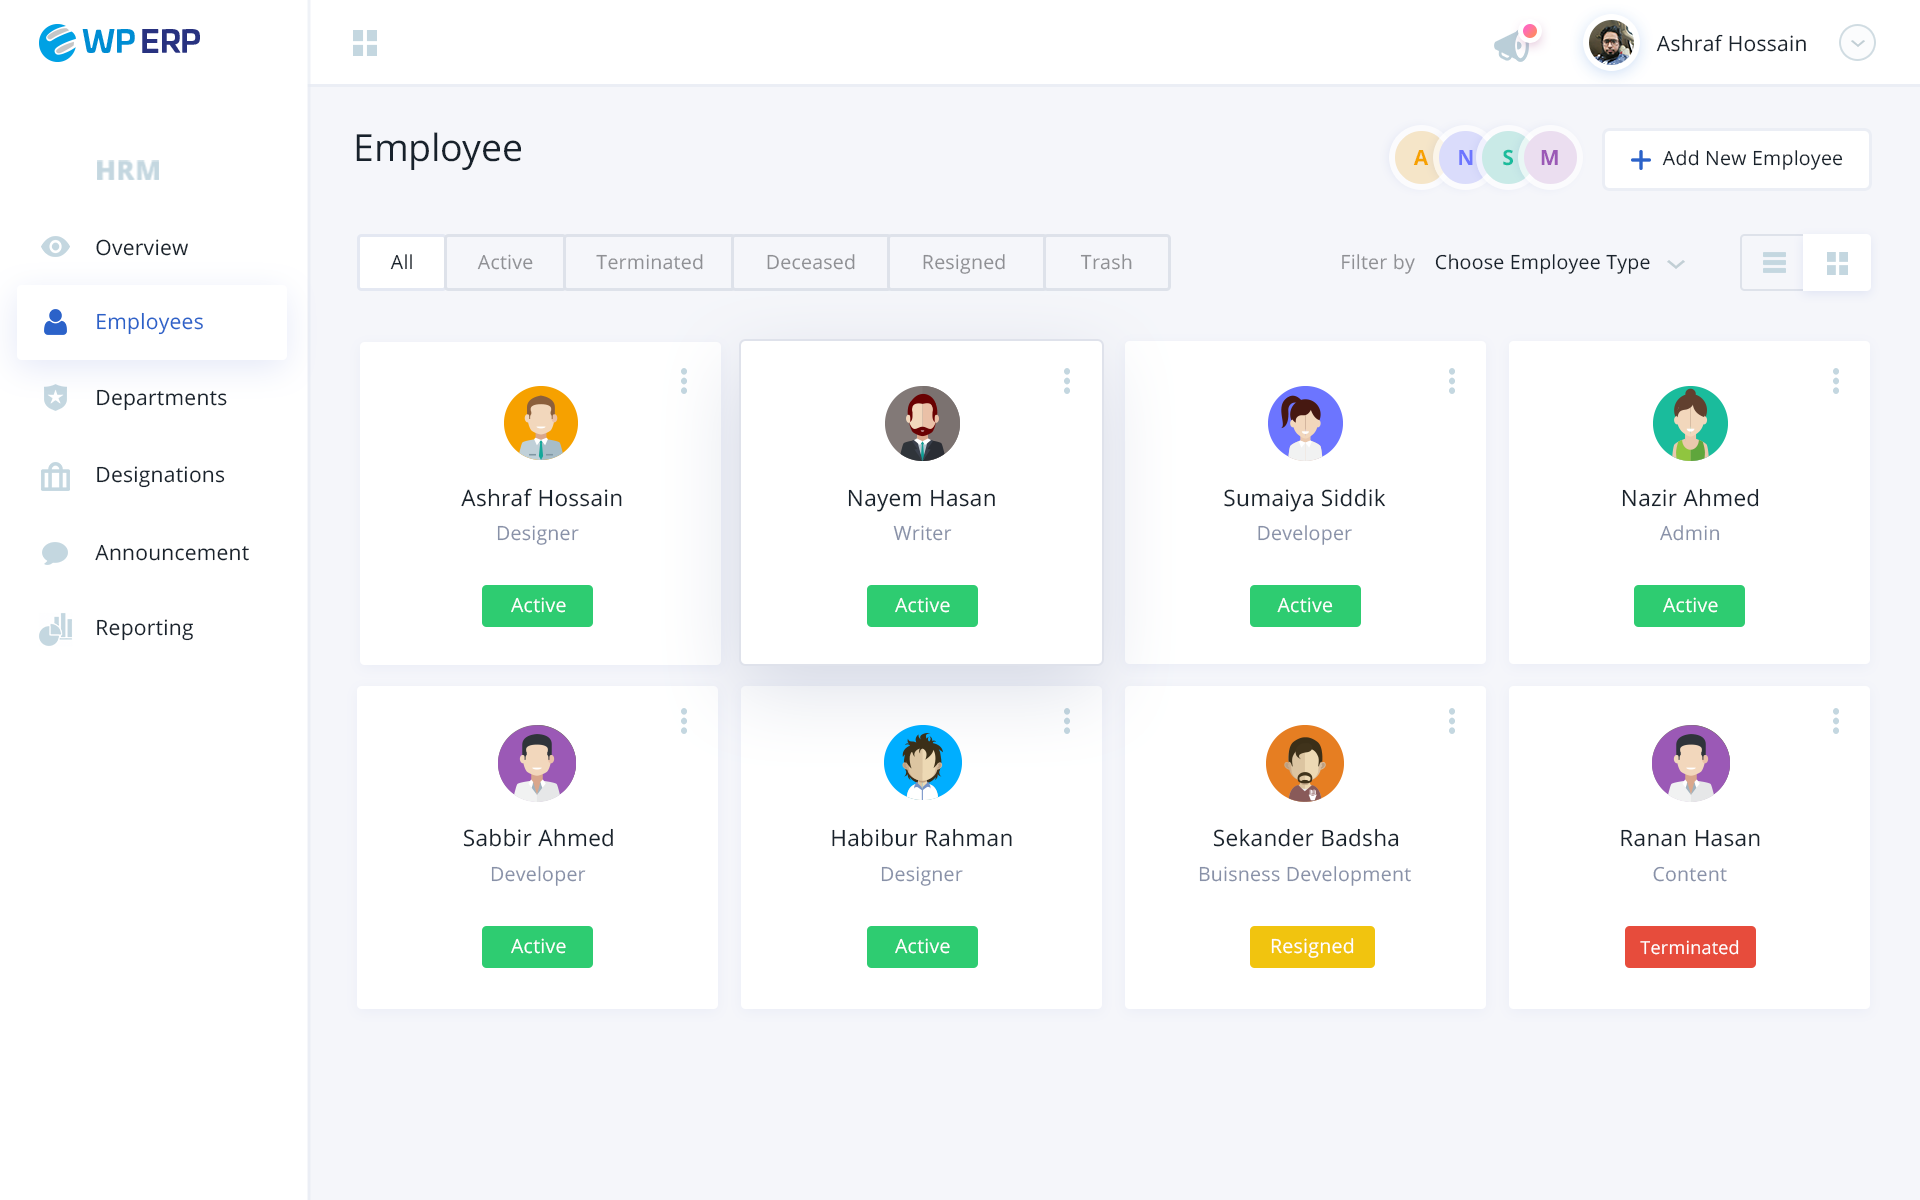 WP ERP
Ashraf Hossain
HRM
Overview
Employees
Departments
Designations
Announcement
Reporting
Employee
A N S M
Add New Employee
All Active Terminated Deceased Resigned Trash
Filter by Choose Employee Type
Ashraf Hossain
Designer
Active
Nayem Hasan
Writer
Active
Sumaiya Siddik
Developer
Active
Nazir Ahmed
Admin
Active
Sabbir Ahmed
Developer
Active
Habibur Rahman
Designer
Active
Sekander Badsha
Buisness Development
Resigned
Ranan Hasan
Content
Terminated